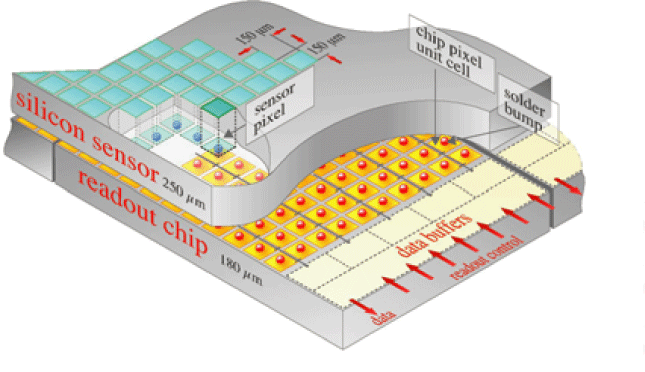 150 μm
150 μm
chip pixel
unit cell
sensor
pixel
solder
bump
silicon sensor 250 μm
readout chip 180 μm
data buffers
readout control
data